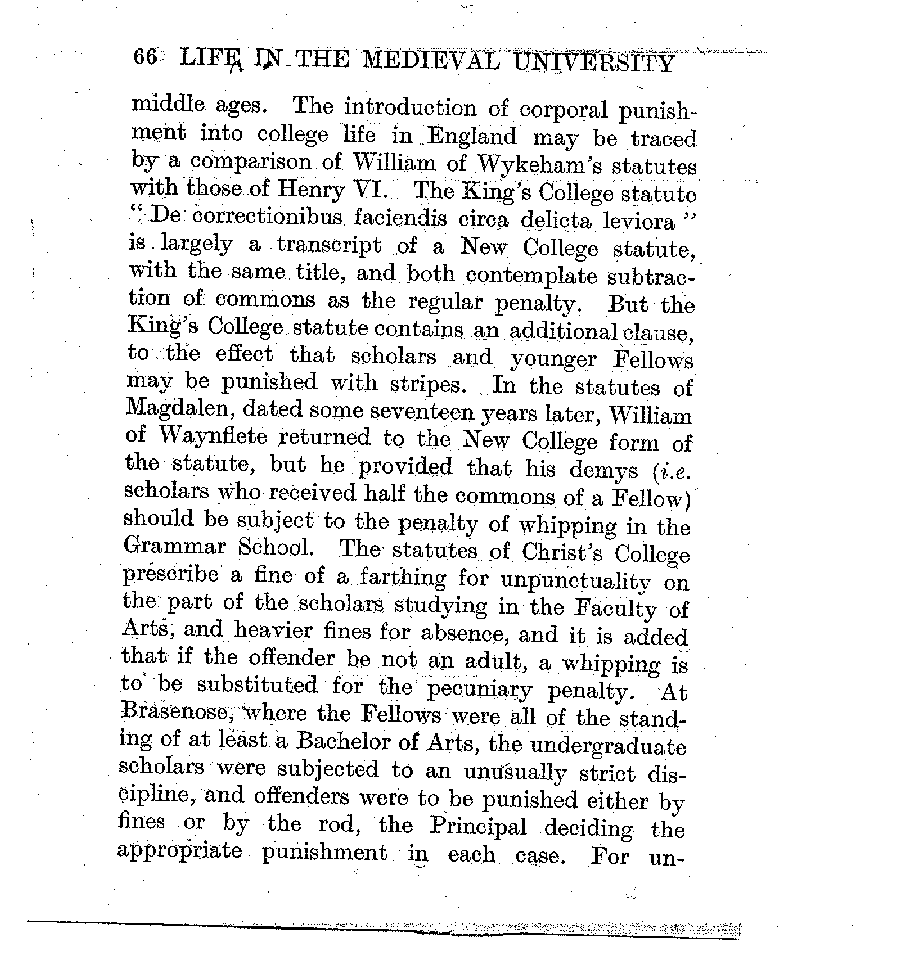 66 LIFE IN THE MEDIEVAL UNIVERSITY
middle ages. The introduction of corporal punish-
ment into college life in England may be traced
by a comparison of William of Wykeham's statutes
with those of Henry VI. The King's College statute
"De correctionibus faciendis circa delicta leviora"
is largely a transcript of a New College statute,
with the same title, and both contemplate subtrac-
tion of commons as the regular penalty. But the
King's College statute contains an additional clause,
to the effect that scholars and younger Fellows
may be punished with stripes. In the statutes of
Magdalen, dated some seventeen years later, William
of Waynflete returned to the New College form of
the statute, but he provided that his demys (i.e.
scholars who received half the commons of a Fellow)
should be subject to the penalty of whipping in the
Grammar School. The statutes of Christ's College
prescribe a fine of a farthing for unpunctuality on
the part of the scholars studying in the Faculty of
Arts, and heavier fines for absence, and it is added
that if the offender be not an adult, a whipping is
to be substituted for the pecuniary penalty. At
Brasenose, where the Fellows were all of the stand-
ing of at least a Bachelor of Arts, the undergraduate
scholars were subjected to an unusually strict dis-
cipline, and offenders were to be punished either by
fines or by the rod, the Principal deciding the
appropriate punishment in each case. For un-